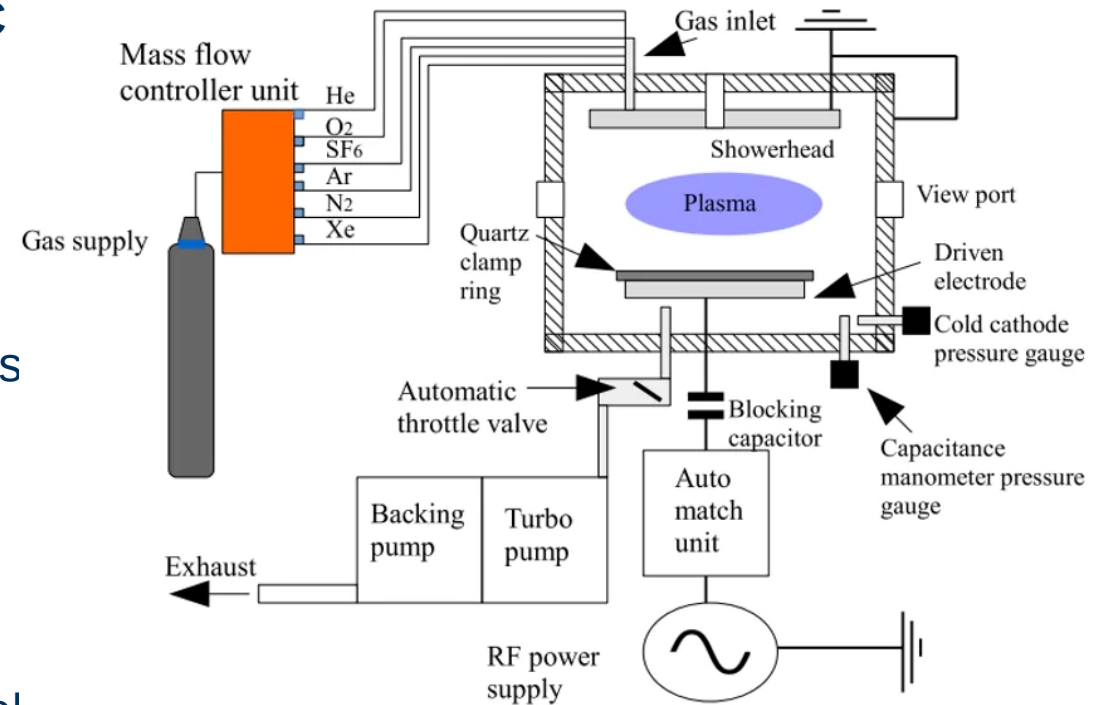 c
Gas inlet
Mass flow
controller unit
He
O2
SF6
Ar
N2
Xe
Showerhead
Plasma
View port
Gas supply
Quartz
clamp
ring
Driven
electrode
Cold cathode
pressure gauge
s
Automatic
throttle valve
Blocking
capacitor
Capacitance
manometer pressure
gauge
Auto
match
unit
Backing
pump
Turbo
pump
Exhaust
RF power
supply